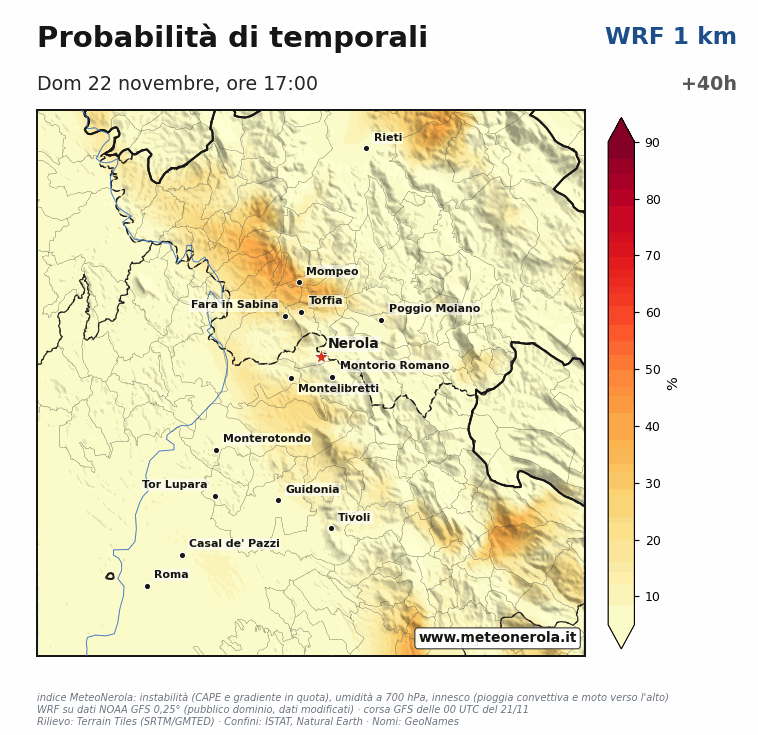 Probabilità di temporali
WRF 1 km
Dom 22 novembre, ore 17:00
+40h
Rieti
Mompeo
Fara in Sabina
Toffia
Poggio Moiano
Nerola
Montorio Romano
Montelibretti
Monterotondo
Tor Lupara
Guidonia
Tivoli
Casal de' Pazzi
Roma
www.meteonerola.it
90
80
70
60
50
40
30
20
10
%
indice MeteoNerola: instabilità (CAPE e gradiente in quota), umidità a 700 hPa, innesco (pioggia convettiva e moto verso l'alto)
WRF su dati NOAA GFS 0,25° (pubblico dominio, dati modificati) · corsa GFS delle 00 UTC del 21/11
Rilievo: Terrain Tiles (SRTM/GMTED) · Confini: ISTAT, Natural Earth · Nomi: GeoNames